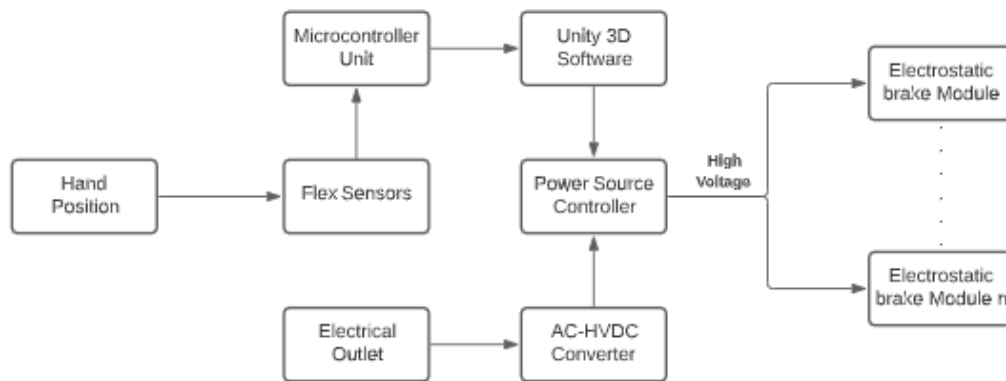 Microcontroller
Unit
Unity 3D
Software
Electrostatic
brake Module
Hand
Position
Flex Sensors
Power Source
Controller
High
Voltage
Electrostatic
brake Module n
Electrical
Outlet
AC-HVDC
Converter